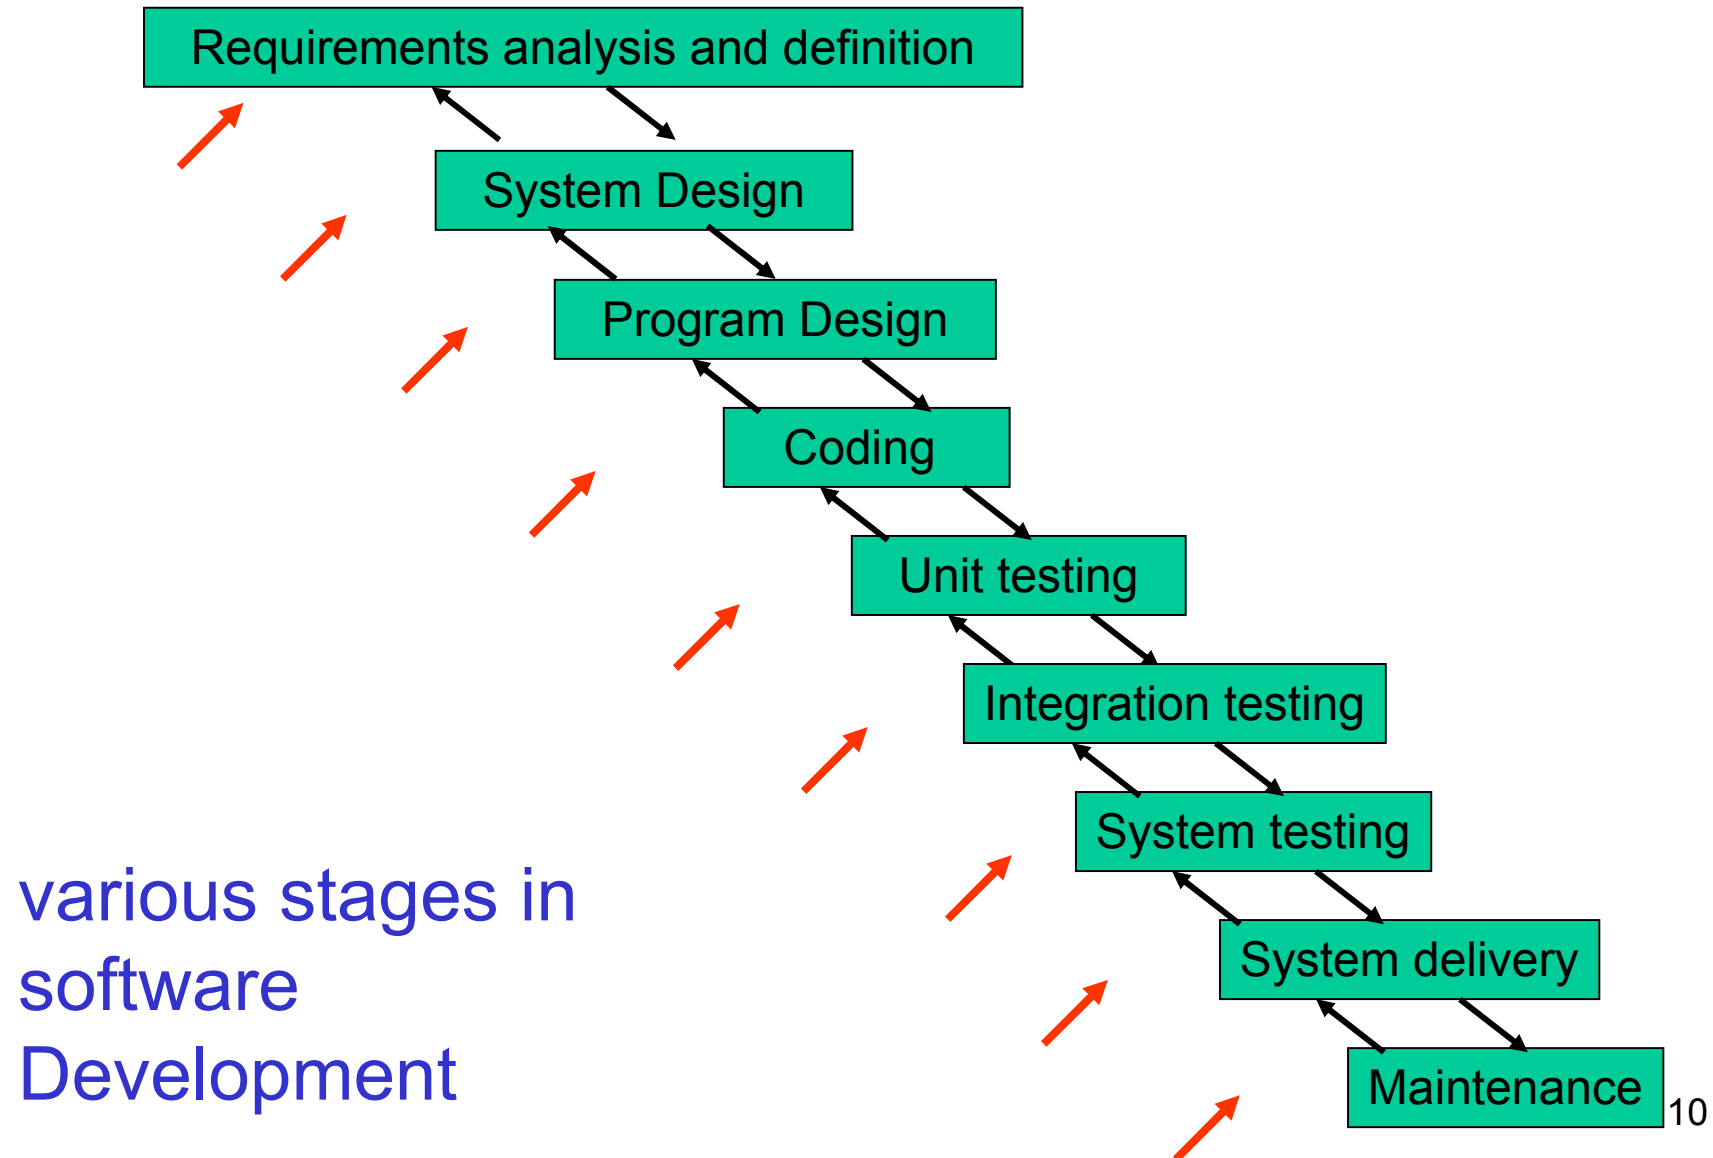 Requirements analysis and definition
System Design
Program Design
Coding
Unit testing
Integration testing
System testing
various stages in
software
Development
System delivery
Maintenance
10